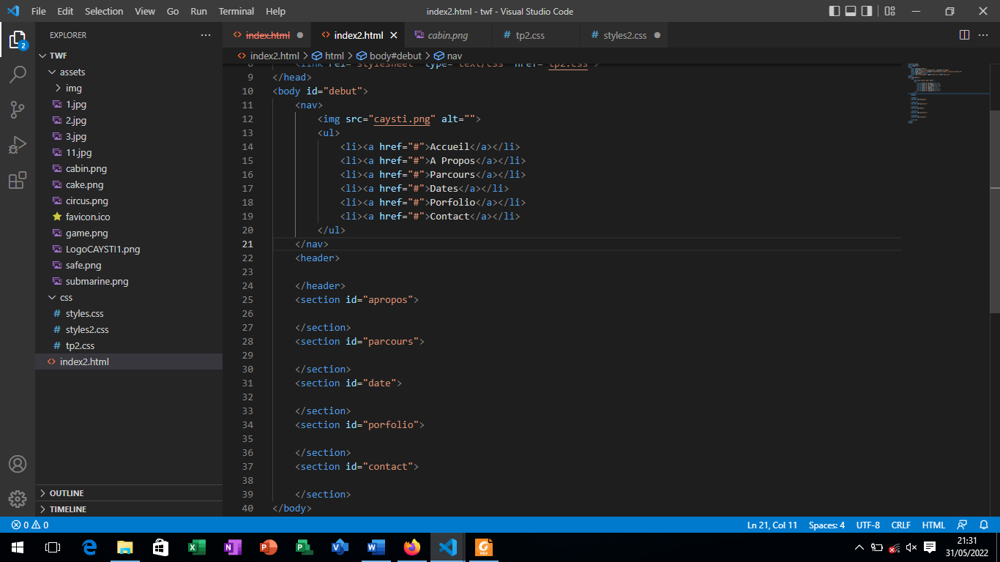 File Edit Selection View Go Run Terminal Help index2.html - twf - Visual Studio Code
EXPLORER
2
TWF
assets
img
1.jpg
2.jpg
3.jpg
11.jpg
cabin.png
cake.png
circus.png
favicon.ico
game.png
LogoCAYSTI1.png
safe.png
submarine.png
css
styles.css
styles2.css
tp2.css
index2.html
OUTLINE
TIMELINE
index.html index2.html cabin.png tp2.css styles2.css
index2.html > html > body#debut > nav
8 <link rel="stylesheet" type="text/css" href="tp2.css">
9 </head>
10 <body id="debut">
11 <nav>
12 <img src="caysti.png" alt="">
13 <ul>
14 <li><a href="#">Accueil</a></li>
15 <li><a href="#">A Propos</a></li>
16 <li><a href="#">Parcours</a></li>
17 <li><a href="#">Dates</a></li>
18 <li><a href="#">Porfolio</a></li>
19 <li><a href="#">Contact</a></li>
20 </ul>
21 </nav>
22 <header>
23
24 </header>
25 <section id="apropos">
26
27 </section>
28 <section id="parcours">
29
30 </section>
31 <section id="date">
32
33 </section>
34 <section id="porfolio">
35
36 </section>
37 <section id="contact">
38
39 </section>
40 </body>
0 0 Ln 21, Col 11 Spaces: 4 UTF-8 CRLF HTML
21:31
31/05/2022